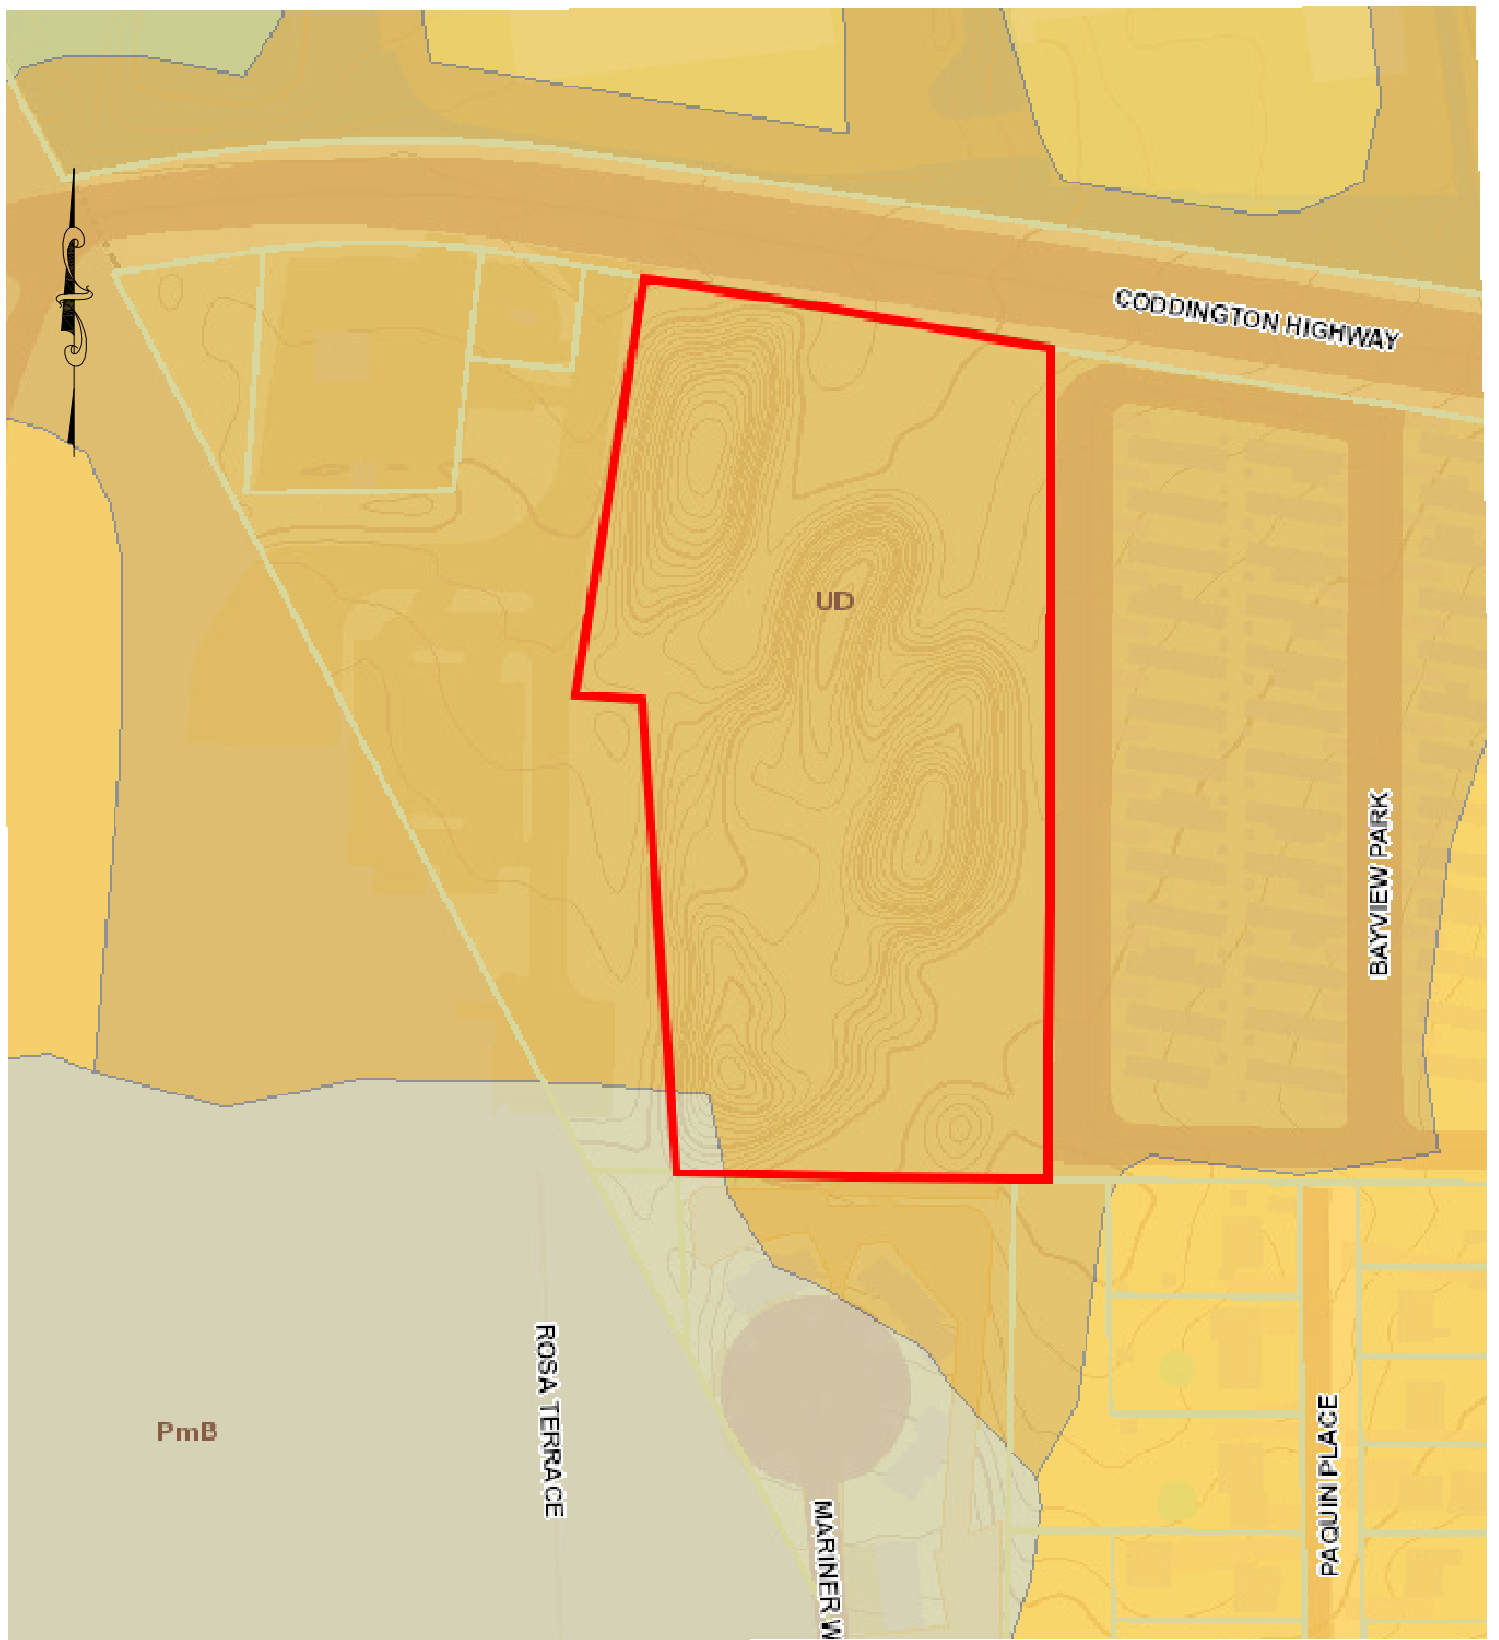 CODDINGTON HIGHWAY
UD
BAYVIEW PARK
ROSA TERRACE
PmB
PAQUIN PLACE
MARINER W